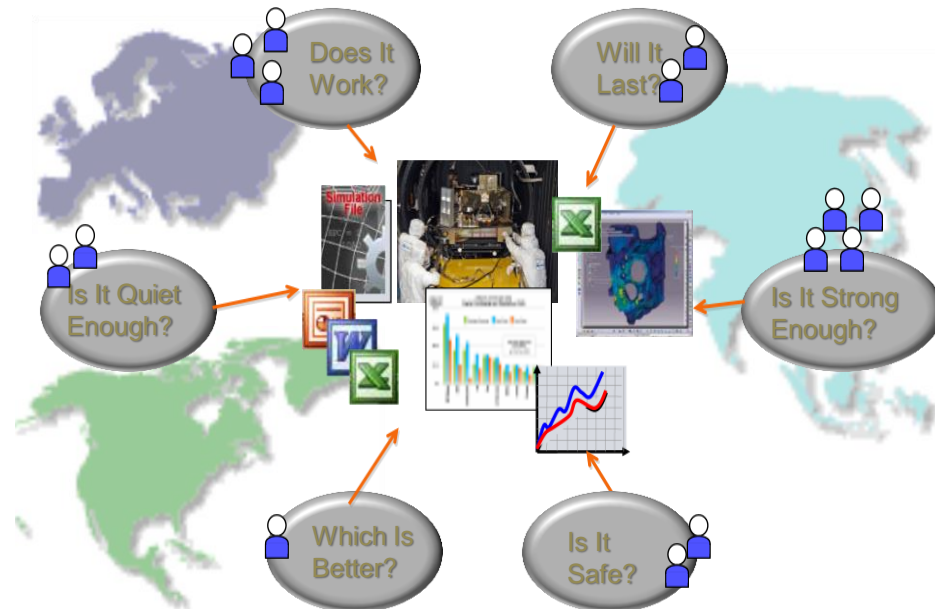 Does It
Work?
Will It
Last?
Simulation
File
Is It Quiet
Enough?
Is It Strong
Enough?
W
X
X
Which Is
Better?
Is It
Safe?